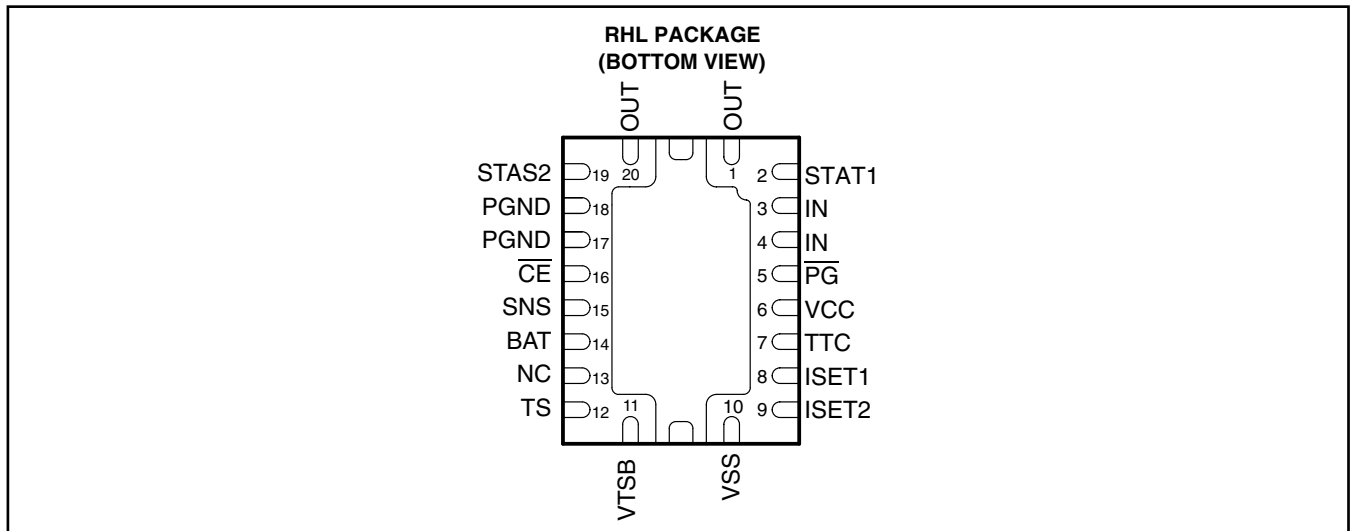 RHL PACKAGE
(BOTTOM VIEW)
OUT OUT
STAS2 19 20 1 2 STAT1
PGND 18 3 IN
PGND 17 4 IN
CE 16 5 PG
SNS 15 6 VCC
BAT 14 7 TTC
NC 13 8 ISET1
TS 12 11 10 9 ISET2
VTSB VSS